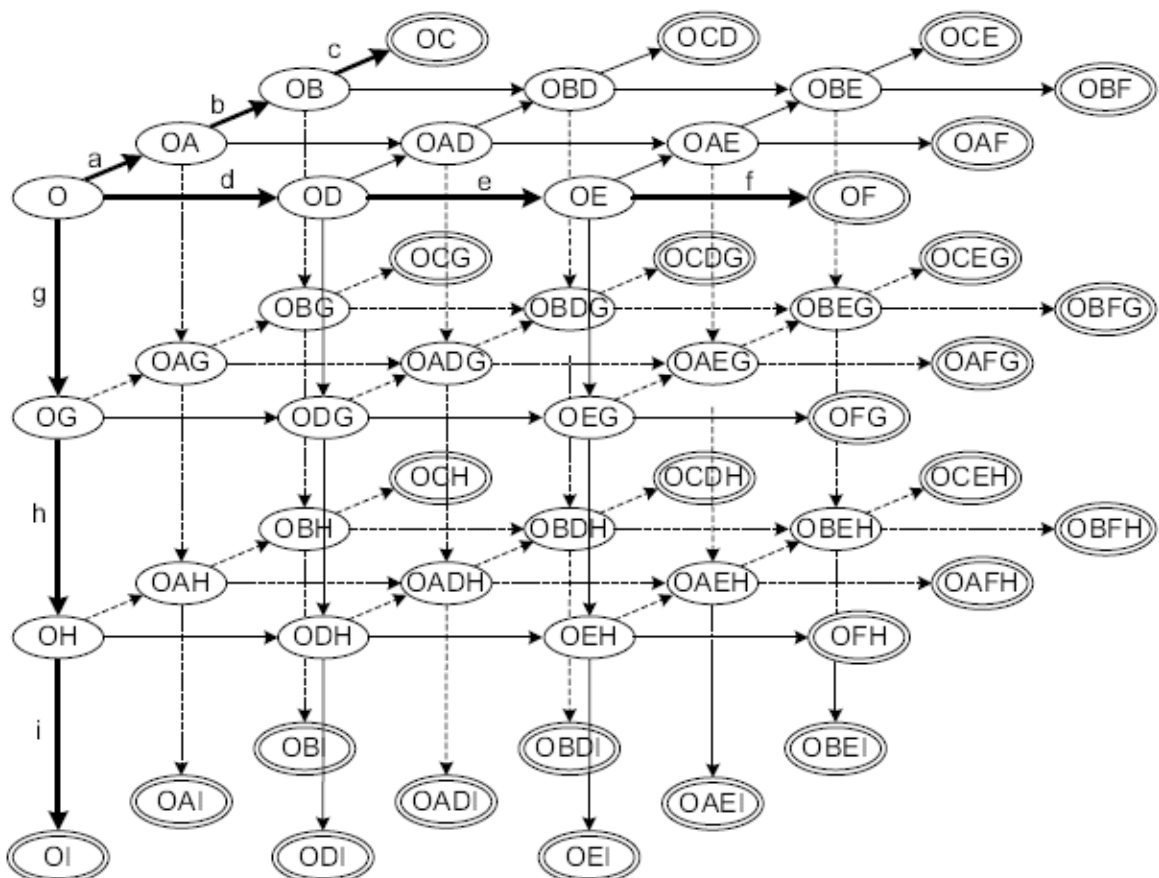 OC OCD OCE
c
OB OBD OBE OBF
b
OA OAD OAE OAF
a
O d OD e OE f OF
OCG OCDG OCEG
g
OBG OBDG OBEG OBFG
OAG OADG OAEG OAFG
OG ODG OEG OFG
OCH OCDH OCEH
h
OBH OBDH OBEH OBFH
OAH OADH OAEH OAFH
OH ODH OEH OFH
i
OBI OBDI OBEI
OAI OADI OAEI
OI ODI OEI